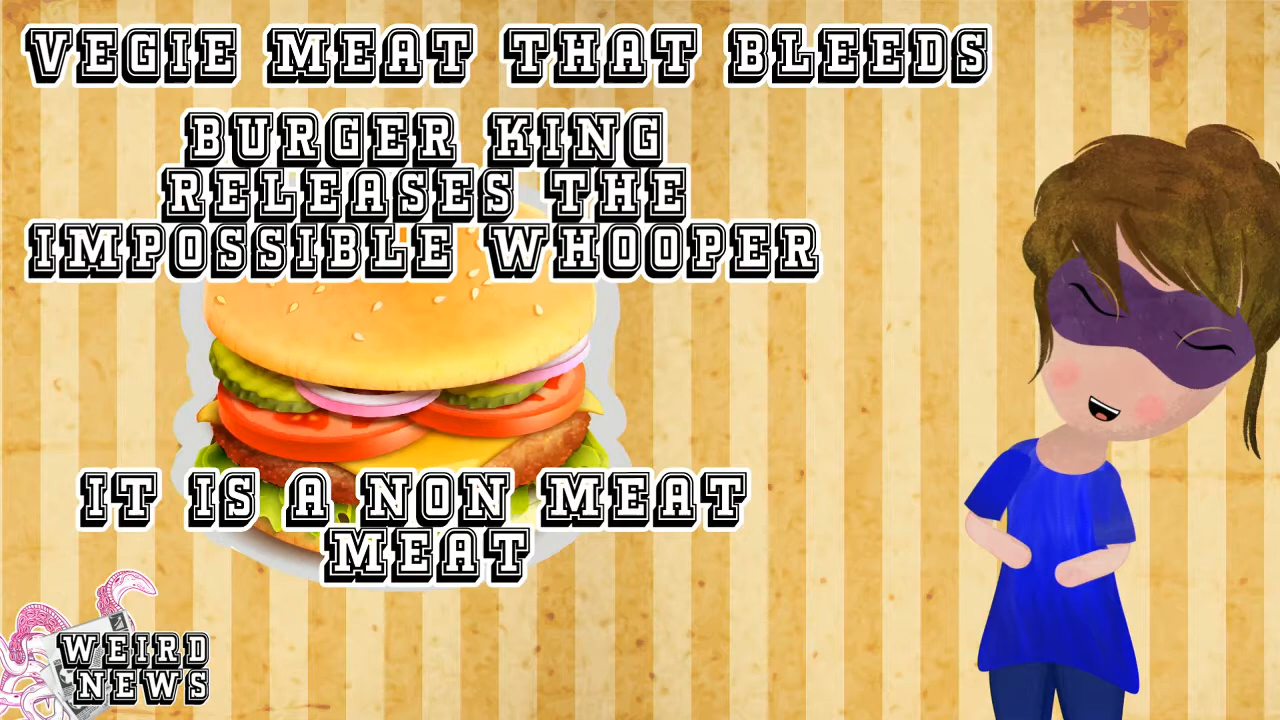 VEGIE MEAT THAT BLEEDS
BURGER KING
RELEASES THE
IMPOSSIBLE WHOOPER
IT IS A NON MEAT
MEAT
WEIRD
NEWS